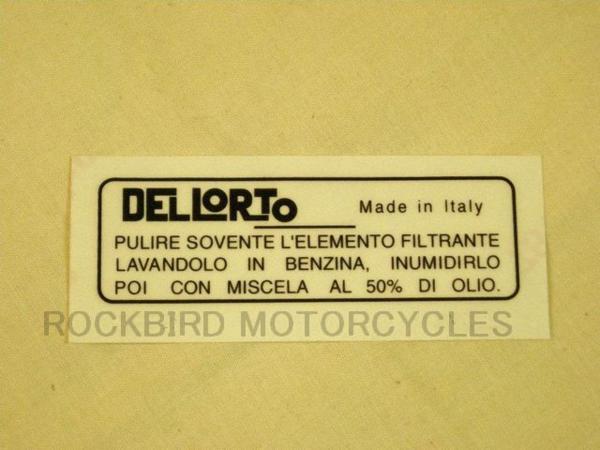 DELLORTO Made in Italy
PULIRE SOVENTE L'ELEMENTO FILTRANTE
LAVANDOLO IN BENZINA, INUMIDIRLO
POI CON MISCELA AL 50% DI OLIO.
ROCKBIRD MOTORCYCLES